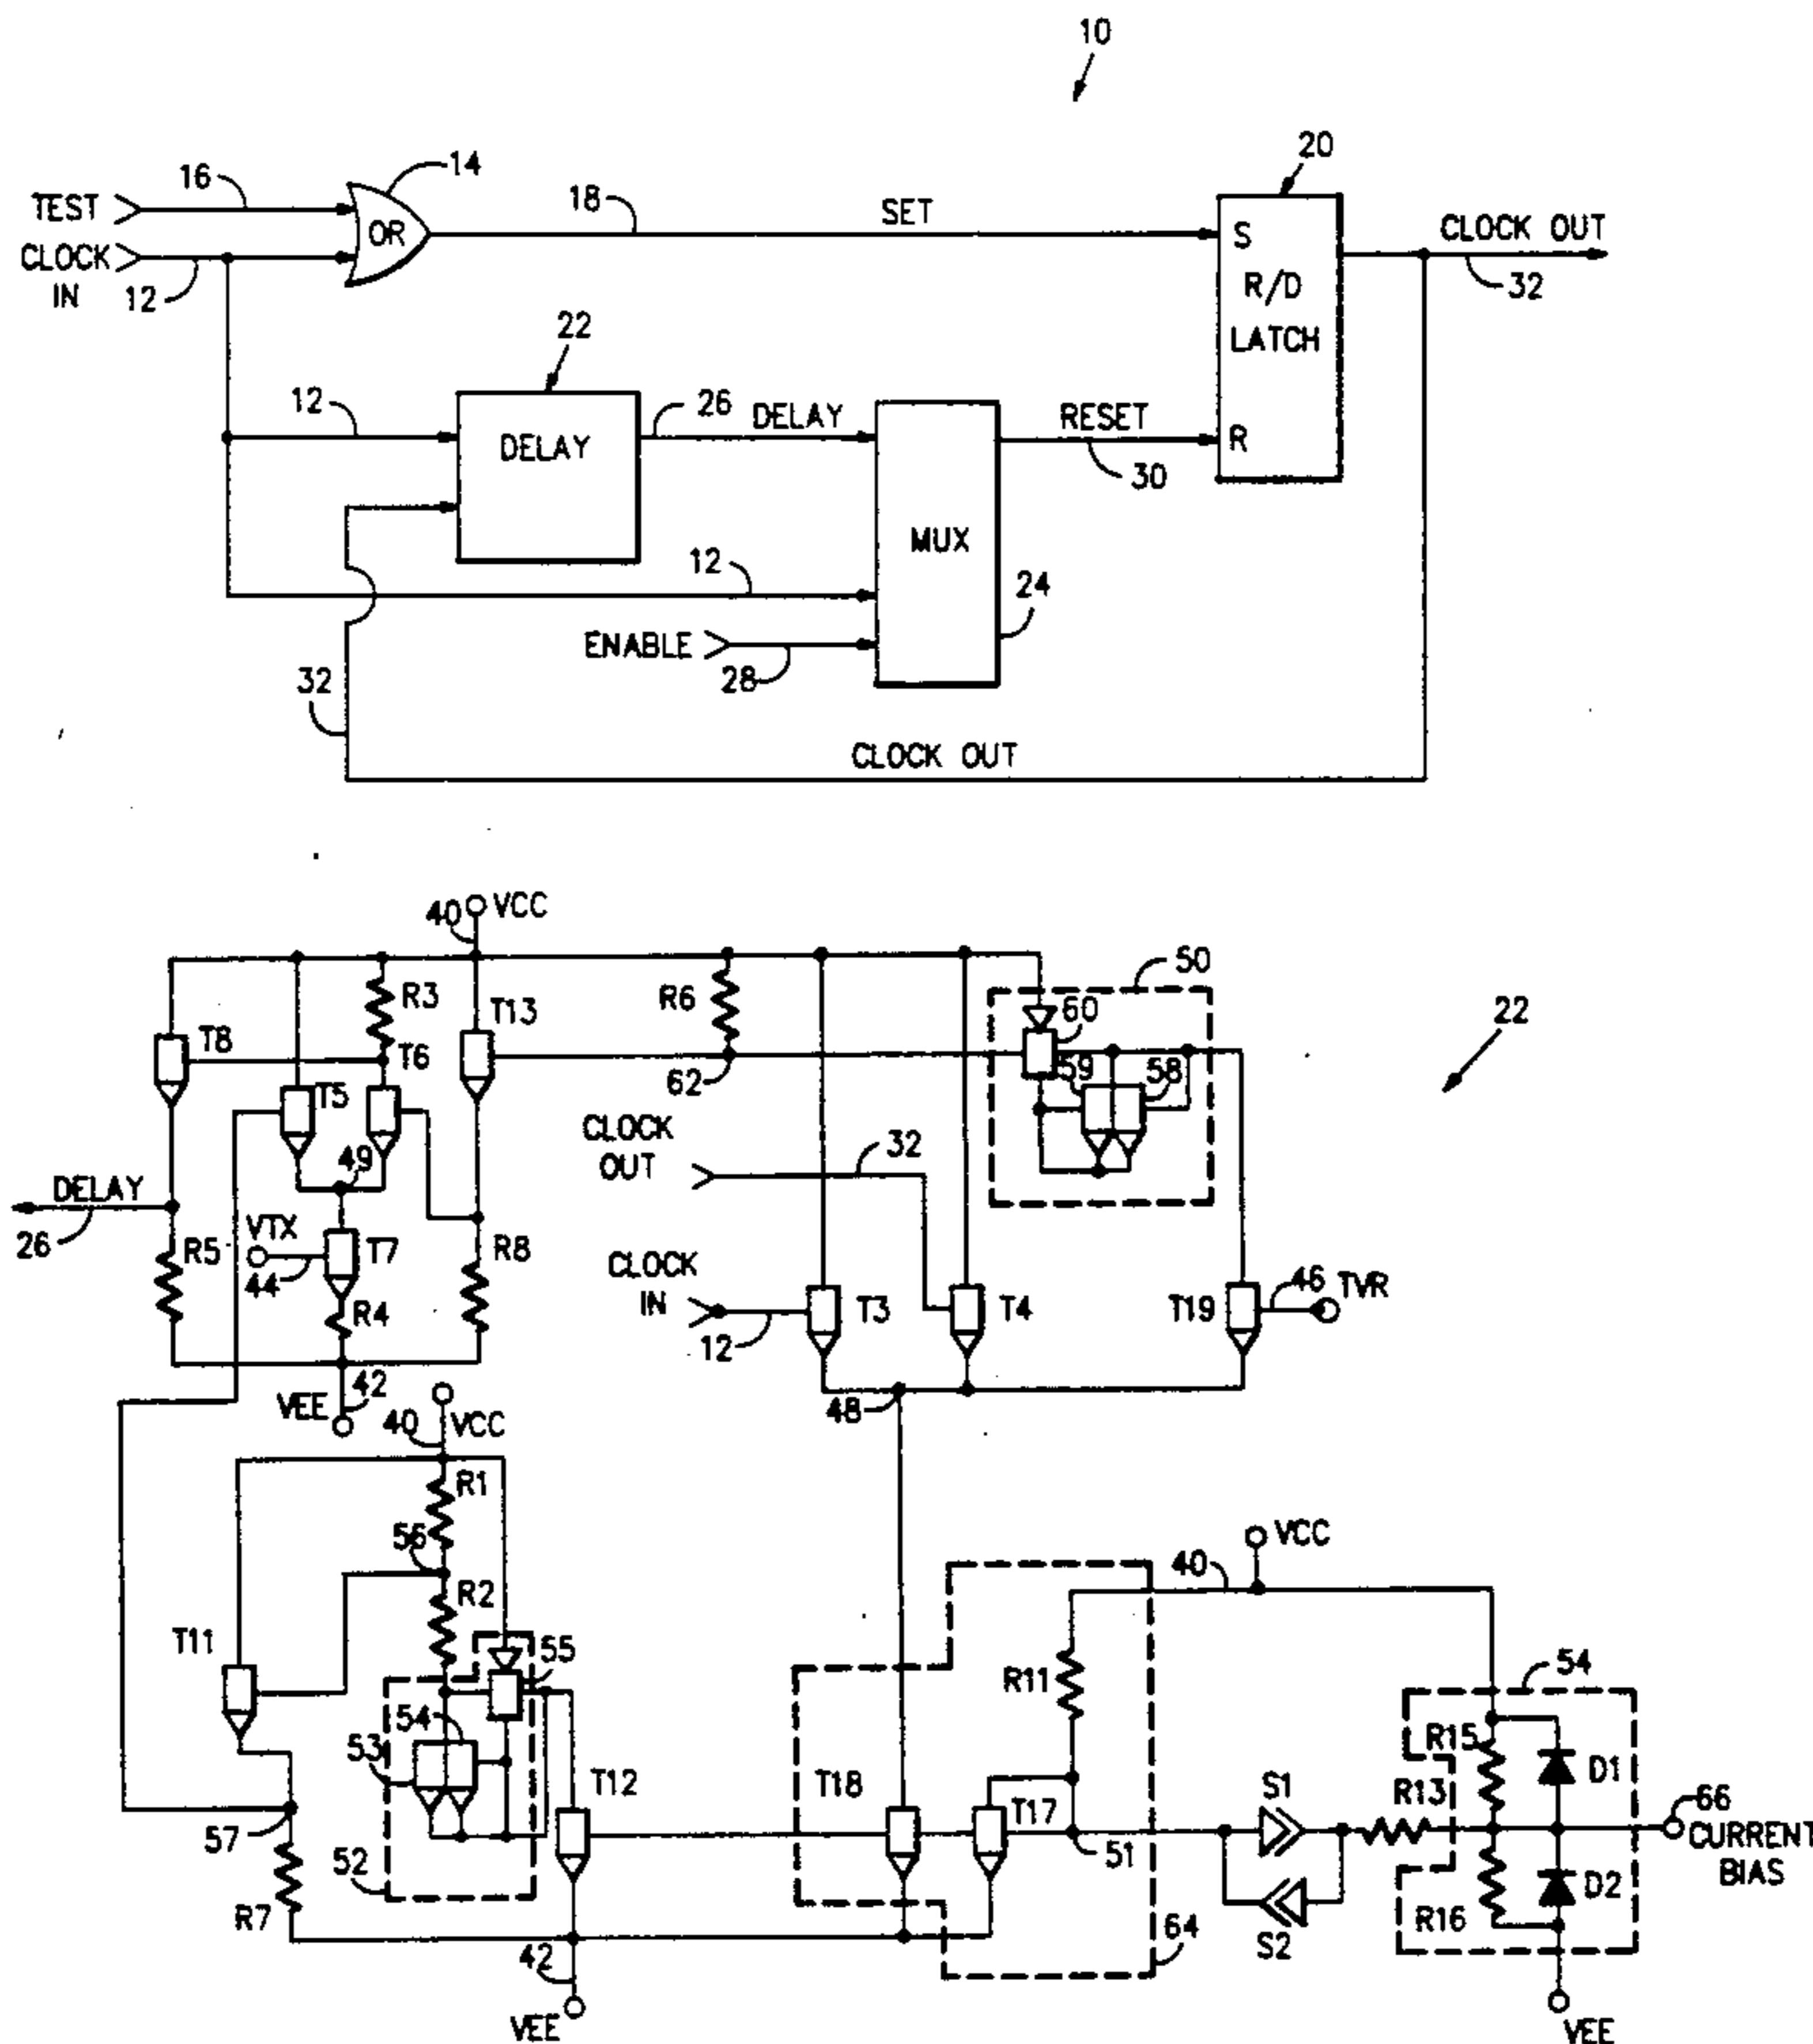 10
20
16
14
TEST
OR
18
SET
S
CLOCK OUT
CLOCK
IN
12
R/D
32
LATCH
22
12
26
DELAY
RESET
DELAY
R
30
MUX
12
24
ENABLE
28
32
CLOCK OUT
40
VCC
50
R3
R6
T13
60
22
T8
T6
62
59
58
T5
CLOCK
OUT
32
49
DELAY
26
VTX
R5
T7
R8
CLOCK
IN
46
TVR
44
R4
T3
T4
T19
12
42
VEE
48
40
VCC
R1
56
VCC
R2
40
T11
55
R11
54
54
R15
53
T12
T18
T17
S1
R13
D1
66
CURRENT
BIAS
57
51
52
R7
R16
D2
S2
64
42
VEE
VEE